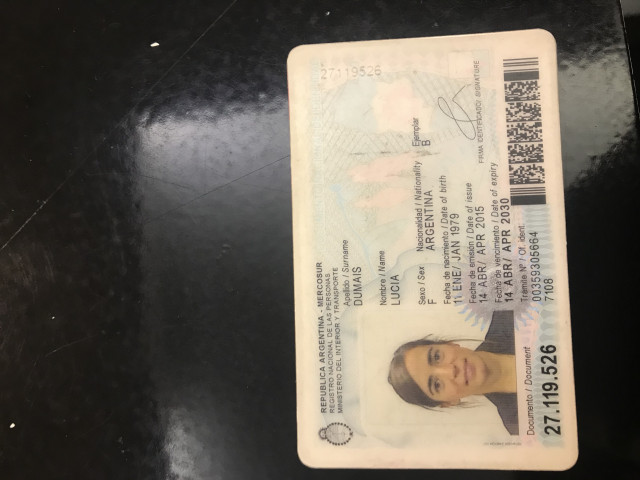 27119526
REPUBLICA ARGENTINA - MERCOSUR
REGISTRO NACIONAL DE LAS PERSONAS
MINISTERIO DEL INTERIOR Y TRANSPORTE
Apellido / Surname
DUMAIS
Nombre / Name
LUCIA
Sexo / Sex Nacionalidad / Nationality Ejemplar
F ARGENTINA B
Fecha de nacimiento / Date of birth
11 ENE/ JAN 1979
Fecha de emisión / Date of issue
14 ABR/ APR 2015
Fecha de vencimiento / Date of expiry
14 ABR/ APR 2030
FIRMA IDENTIFICADO/ SIGNATURE
Trámite Nº / Of. ident.
00359305664
7108
Documento / Document
27.119.526